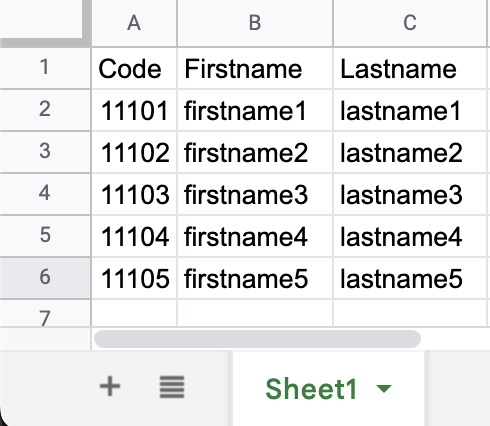 A B C
1 Code Firstname Lastname
2 11101 firstname1 lastname1
3 11102 firstname2 lastname2
4 11103 firstname3 lastname3
5 11104 firstname4 lastname4
6 11105 firstname5 lastname5
7
Sheet1